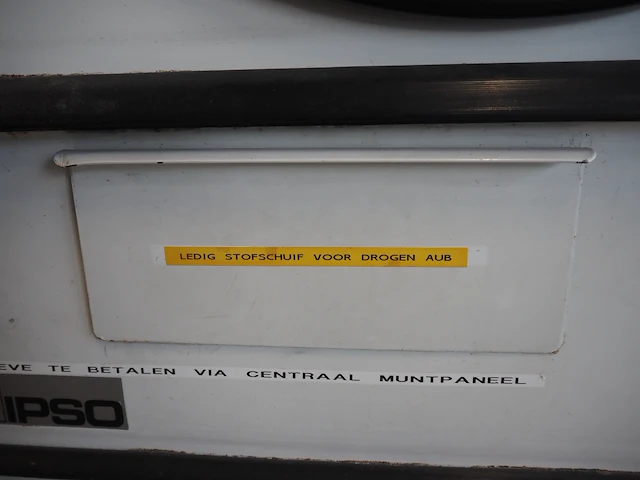 LEDIG STOFSCHUIF VOOR DROGEN AUB
TE BETALEN VIA CENTRAAL MUNTPANEEL
IPSO